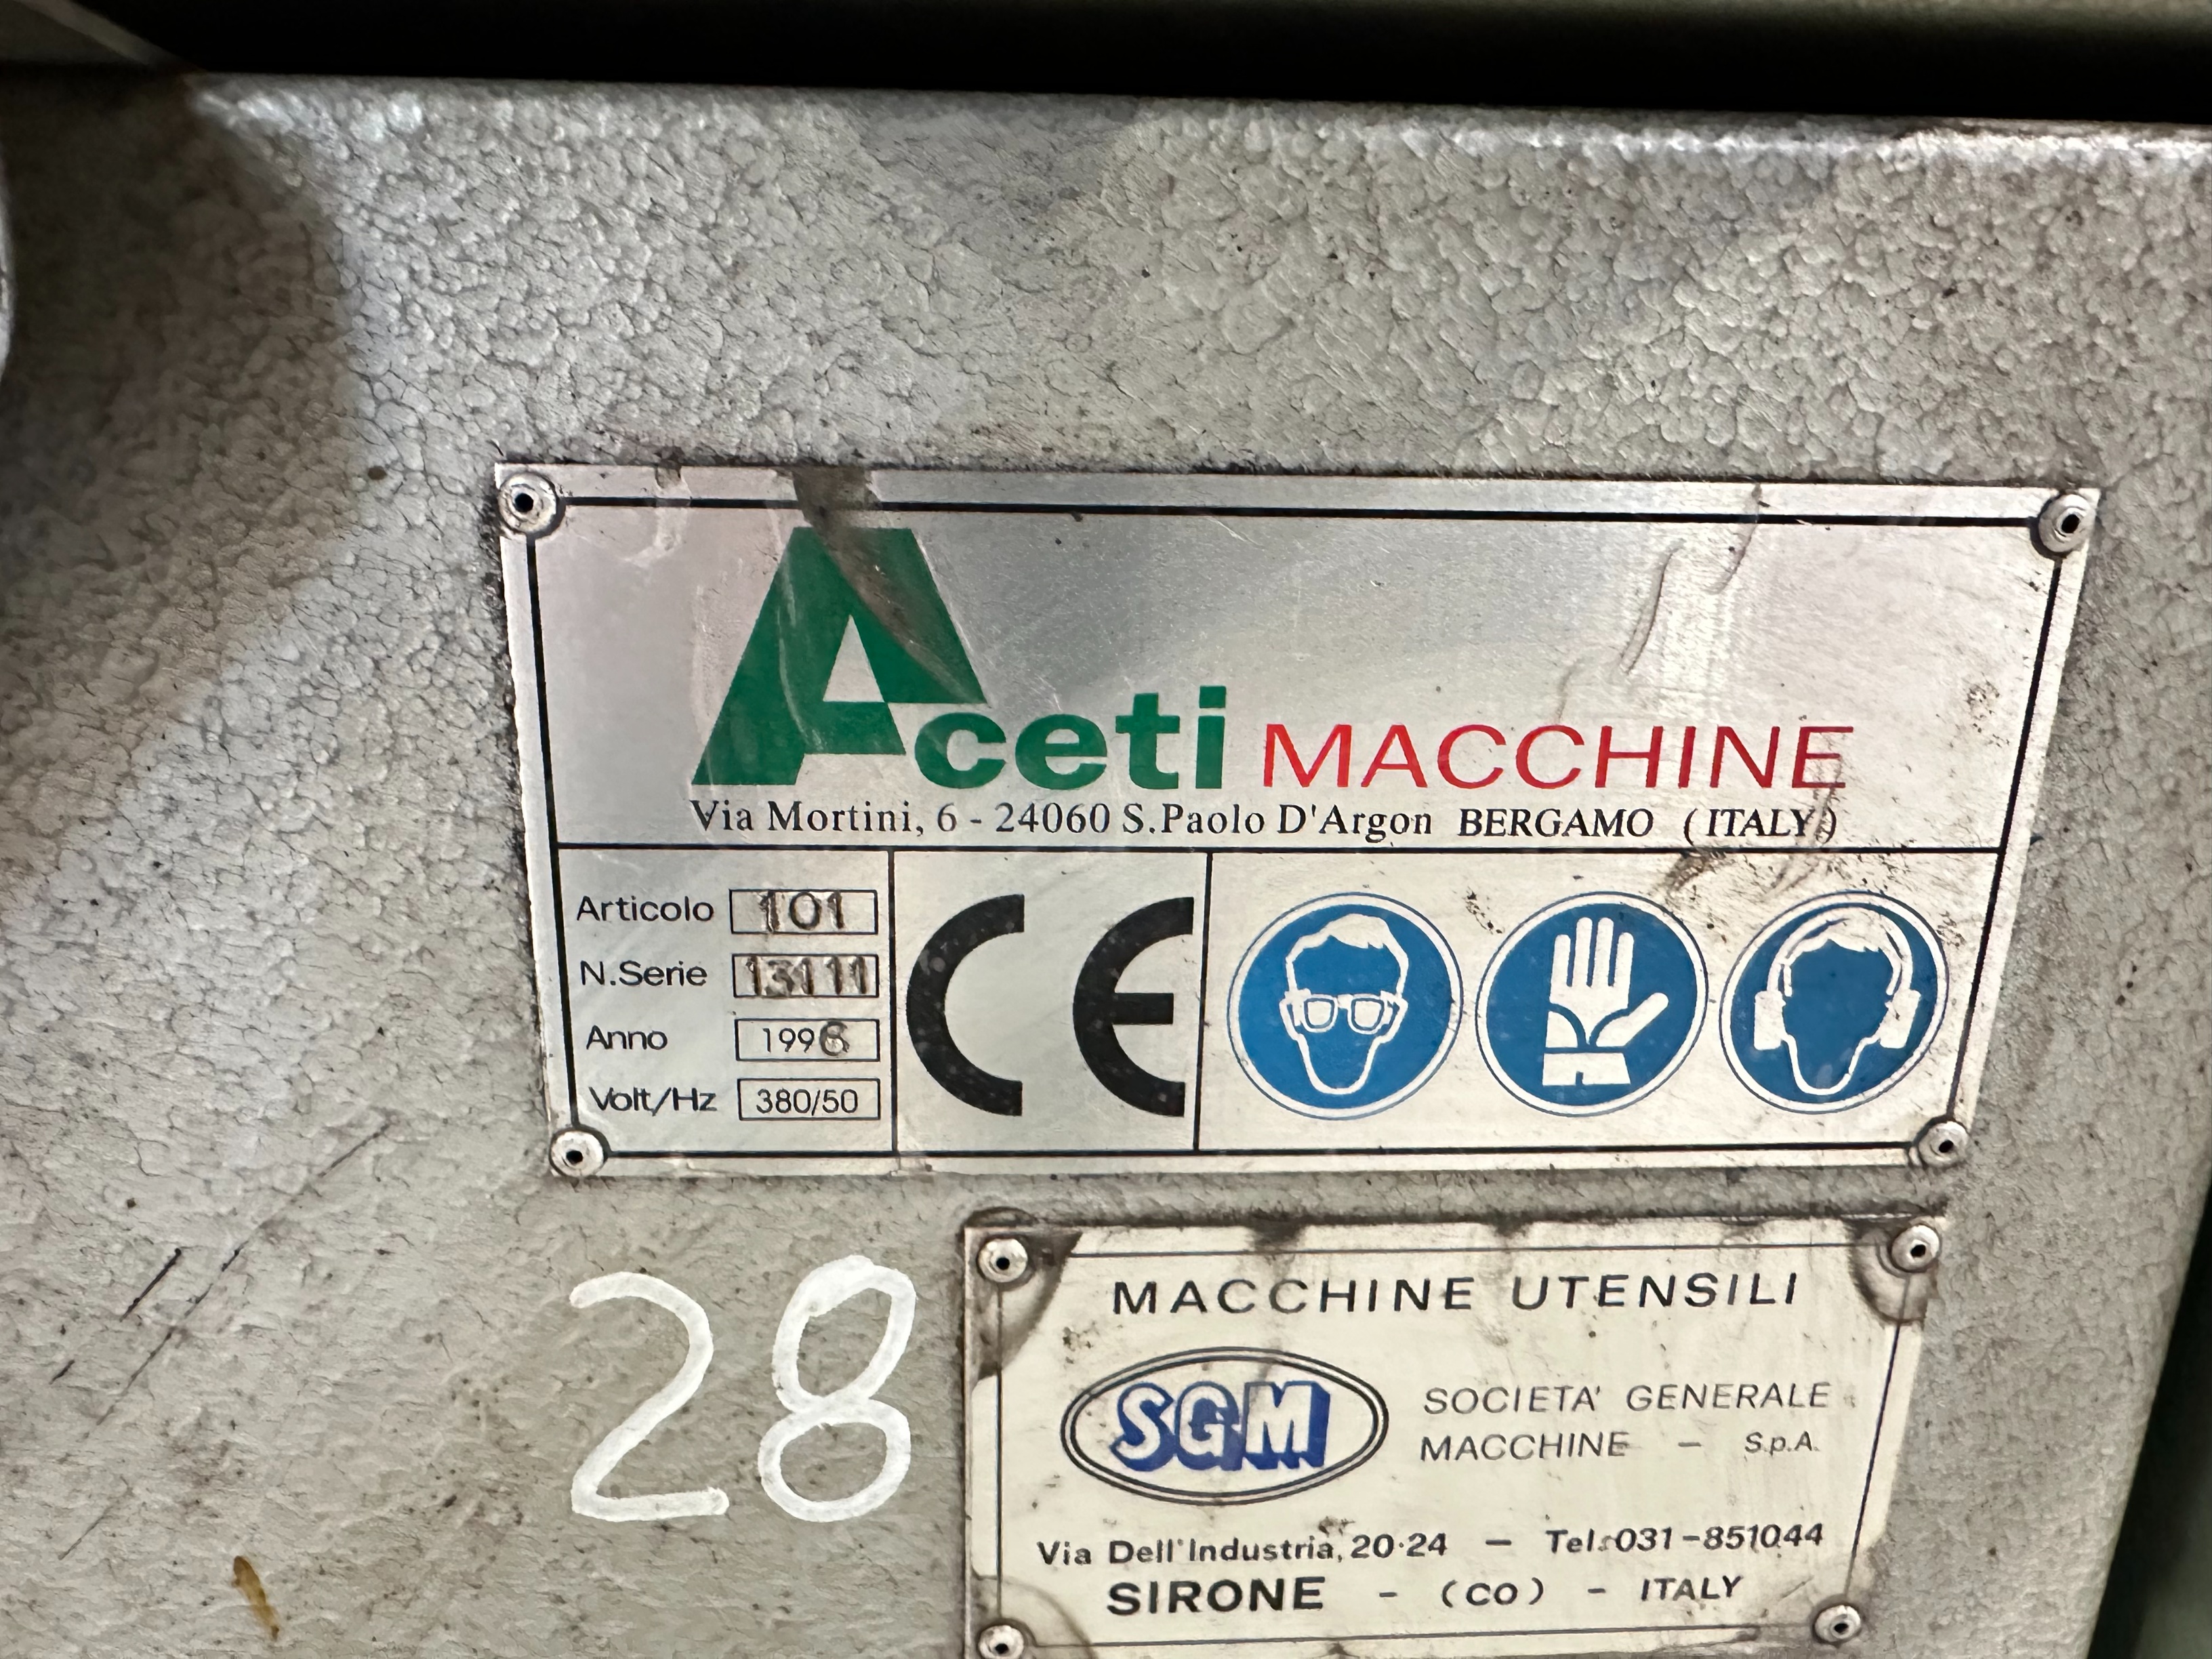 Aceti MACCHINE
Via Mortini, 6 - 24060 S.Paolo D'Argon BERGAMO (ITALY)
Articolo 101
N.Serie 13111
Anno 1996
Volt/Hz 380/50
CE
28
MACCHINE UTENSILI
SGM
SOCIETA' GENERALE
MACCHINE - S.p.A.
Via Dell'Industria, 20·24 - Tel.:031-851044
SIRONE - (CO) - ITALY